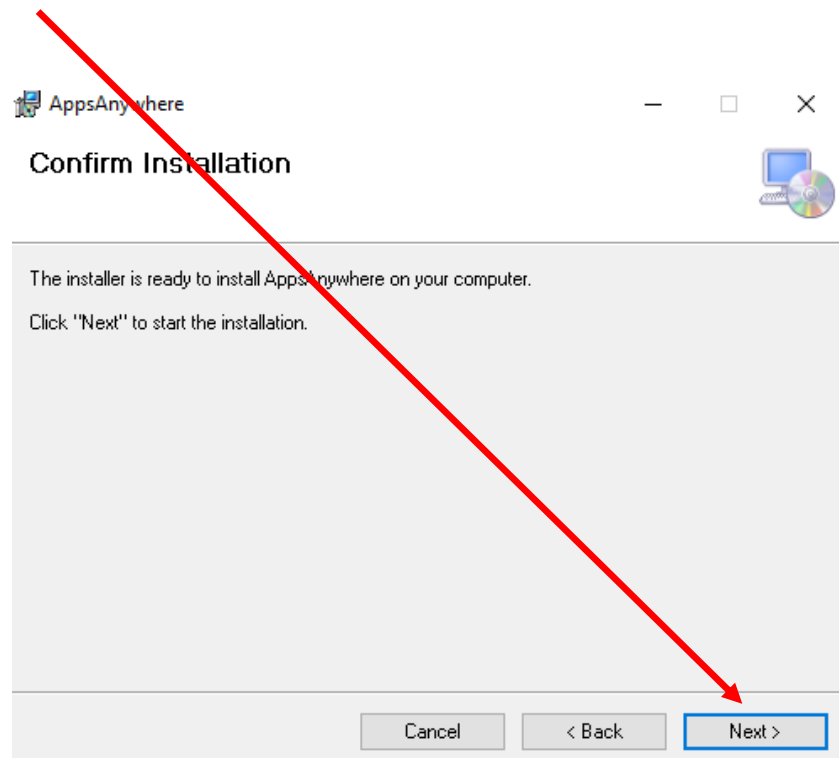 AppsAnywhere
Confirm Installation
The installer is ready to install AppsAnywhere on your computer.
Click "Next" to start the installation.
Cancel
< Back
Next >